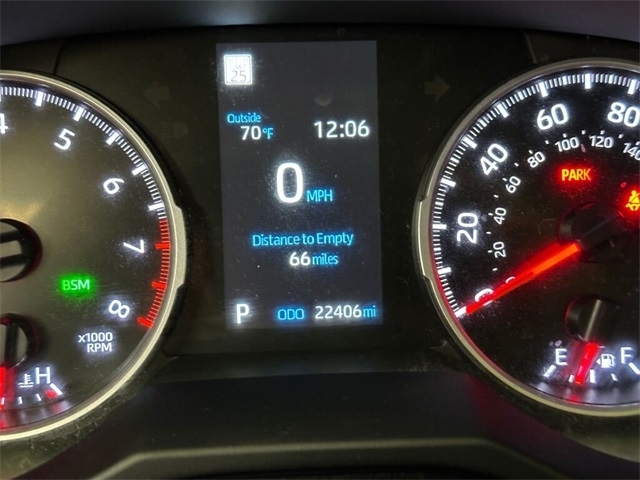 25
Outside
70°F
12:06
0 MPH
Distance to Empty
66 miles
P ODO 22406 mi
4
5
6
7
8
BSM
x1000
RPM
H
0
20
40
60
80
20
40
60
80
100
120
140
PARK
E F